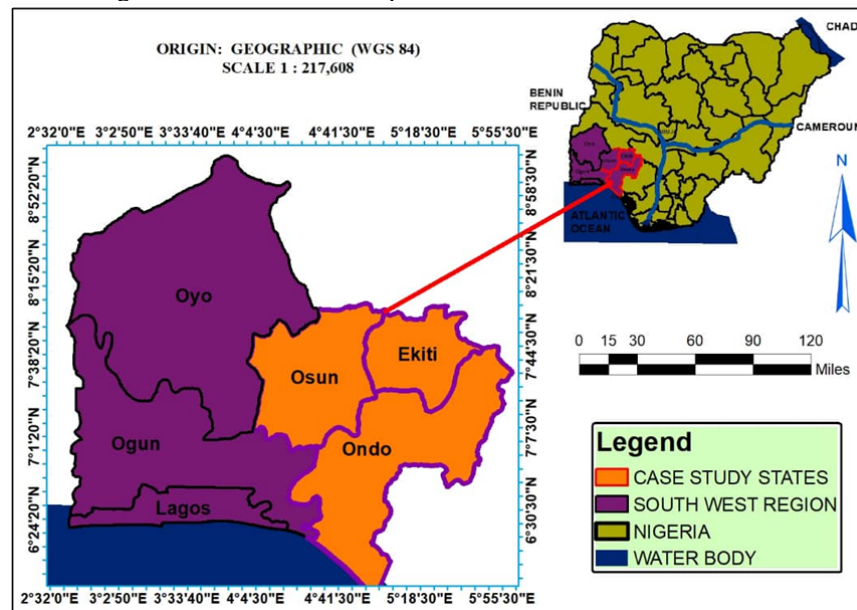 ORIGIN: GEOGRAPHIC (WGS 84)
SCALE 1 : 217,608
CHAD
BENIN
REPUBLIC
CAMEROUN
ATLANTIC
OCEAN
N
2°32'0"E 3°2'50"E 3°33'40"E 4°4'30"E 4°41'30"E 5°18'30"E 5°55'30"E
8°52'20"N
8°15'20"N
7°38'20"N
7°1'20"N
6°24'20"N
8°58'30"N
8°21'30"N
7°44'30"N
7°7'30"N
6°30'30"N
Oyo
Osun
Ekiti
Ogun
Ondo
Lagos
2°32'0"E 3°2'50"E 3°33'40"E 4°4'30"E 4°41'30"E 5°18'30"E 5°55'30"E
0 15 30 60 90 120
Miles
Legend
CASE STUDY STATES
SOUTH WEST REGION
NIGERIA
WATER BODY